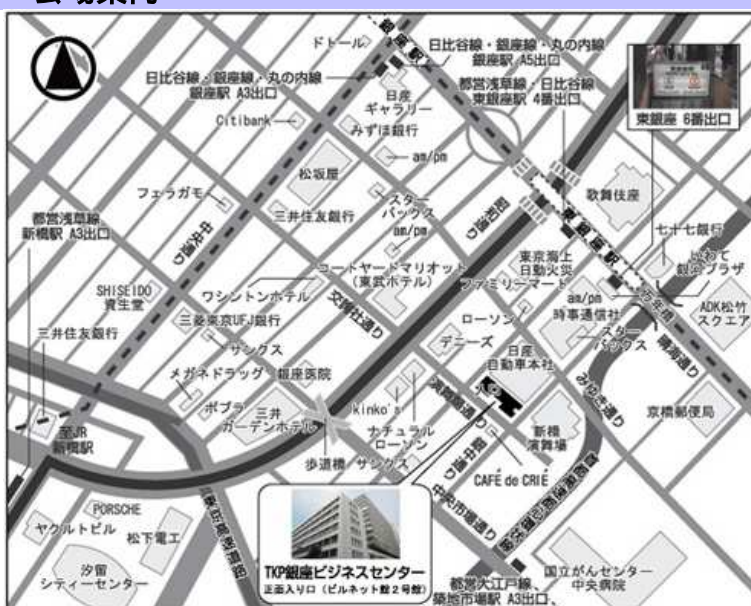 ドトール
銀座駅
日比谷線・銀座線・丸の内線
銀座駅 A5出口
日比谷線・銀座線・丸の内線
銀座駅 A3出口
都営浅草線・日比谷線
東銀座駅 4番出口
東銀座 6番出口
日産
ギャラリー
Citibank
みずほ銀行
am/pm
松坂屋
スター
バックス
歌舞伎座
フェラガモ
三井住友銀行
am/pm
昭和通り
東銀座駅
七十七銀行
都営浅草線
新橋駅 A3出口
中央通り
コートヤードマリオット
(東武ホテル)
東京海上
日動火災
ファミリーマート
いわて
銀河プラザ
SHISEIDO
資生堂
ワシントンホテル
交詢社通り
am/pm
時事通信社
万年橋
ADK松竹
スクエア
三井住友銀行
三菱東京UFJ銀行
ローソン
デニーズ
スター
バックス
晴海通り
サンクス
日産
自動車本社
メガネドラッグ
銀座医院
みゆき通り
ポプラ
三井
ガーデンホテル
kinko's
ナチュラル
ローソン
新橋
演舞場
京橋郵便局
至JR
新橋駅
歩道橋
サンクス
CAFÉ de CRIÉ
中央市場通り
PORSCHE
ヤクルトビル
松下電工
汐留
シティーセンター
TKP銀座ビジネスセンター
正面入り口(ビルネット館2号館)
国立がんセンター
中央病院
都営大江戸線、
築地市場駅 A3出口、